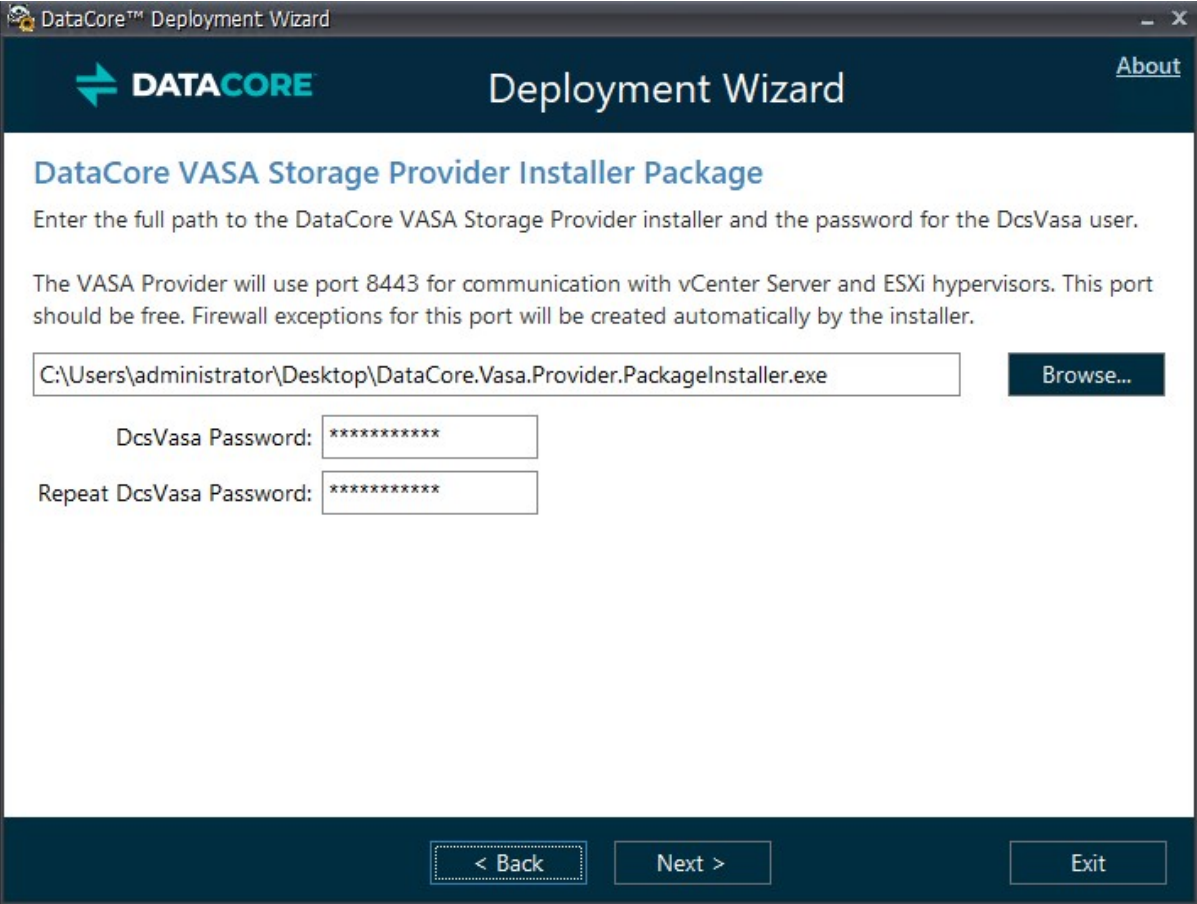 DataCore™ Deployment Wizard
DATACORE
Deployment Wizard
About
DataCore VASA Storage Provider Installer Package
Enter the full path to the DataCore VASA Storage Provider installer and the password for the DcsVasa user.
The VASA Provider will use port 8443 for communication with vCenter Server and ESXi hypervisors. This port
should be free. Firewall exceptions for this port will be created automatically by the installer.
C:\Users\administrator\Desktop\DataCore.Vasa.Provider.PackageInstaller.exe
Browse...
DcsVasa Password: ***********
Repeat DcsVasa Password: ***********
< Back
Next >
Exit